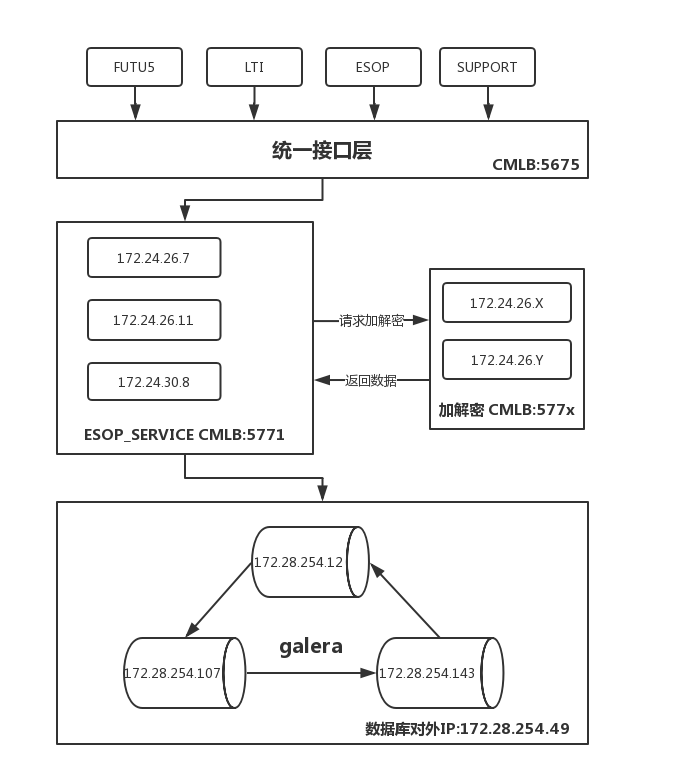 FUTU5
LTI
ESOP
SUPPORT
统一接口层
CMLB:5675
172.24.26.7
172.24.26.11
172.24.30.8
ESOP_SERVICE CMLB:5771
请求加解密
返回数据
172.24.26.X
172.24.26.Y
加解密 CMLB:577x
172.28.254.12
galera
172.28.254.107
172.28.254.143
数据库对外IP:172.28.254.49